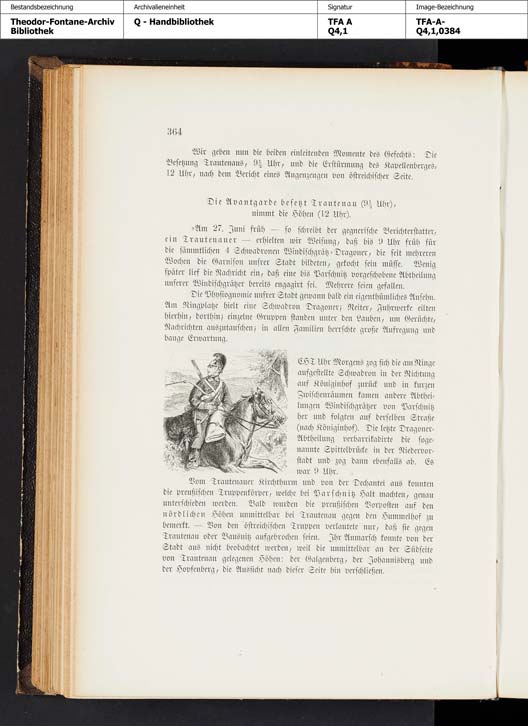 Bestandsbezeichnung
Theodor-Fontane-Archiv
Bibliothek
Archivalieneinheit
Q - Handbibliothek
Signatur
TFA A
Q4,1
Image-Bezeichnung
TFA-A-
Q4,1,0384
364
Wir geben nun die beiden einleitenden Momente des Gefechts: Die
Besetzung Trautenaus, 9½ Uhr, und die Erstürmung des Kapellenberges,
12 Uhr, nach dem Bericht eines Augenzeugen von östreichischer Seite.
Die Avantgarde besetzt Trautenau (9½ Uhr),
nimmt die Höhen (12 Uhr).
»Am 27. Juni früh — so schreibt der gegnerische Berichterstatter,
ein Trautenauer — erhielten wir Weisung, daß bis 9 Uhr früh für
die sämmtlichen 4 Schwadronen Windischgrätz-Dragoner, die seit mehreren
Wochen die Garnison unsrer Stadt bildeten, gekocht sein müsse. Wenig
später lief die Nachricht ein, daß eine bis Parschnitz vorgeschobene Abtheilung
unserer Windischgrätzer bereits engagirt sei. Mehrere seien gefallen.
Die Physiognomie unsrer Stadt gewann bald ein eigenthümliches Ansehn.
Am Ringplatze hielt eine Schwadron Dragoner; Reiter, Fuhrwerke eilten
hierhin, dorthin; einzelne Gruppen standen unter den Lauben, um Gerüchte,
Nachrichten auszutauschen; in allen Familien herrschte große Aufregung und
bange Erwartung.
Uhr Morgens zog sich die am Ringe
aufgestellte Schwadron in der Richtung
auf Königinhof zurück und in kurzen
Zwischenräumen kamen andere Abthei-
lungen Windischgrätzer von Parschnitz
her und folgten auf derselben Straße
(nach Königinhof). Die letzte Dragoner-
Abtheilung verbarrikadirte die soge-
nannte Spittelbrücke in der Niedervor-
stadt und zog dann ebenfalls ab. Es
war 9 Uhr.
Vom Trautenauer Kirchthurm und von der Dechantei aus konnten
die preußischen Truppenkörper, welche bei Parschnitz Halt machten, genau
unterschieden werden. Bald wurden die preußischen Vorposten auf den
nördlichen Höhen unmittelbar bei Trautenau gegen den Hummelhof zu
bemerkt. — Von den östreichischen Truppen verlautete nur, daß sie gegen
Trautenau oder Bausnitz aufgebrochen seien. Ihr Anmarsch konnte von der
Stadt aus nicht beobachtet werden, weil die unmittelbar an der Südseite
von Trautenau gelegenen Höhen: der Galgenberg, der Johannisberg und
der Hopfenberg, die Aussicht nach dieser Seite hin verschließen.